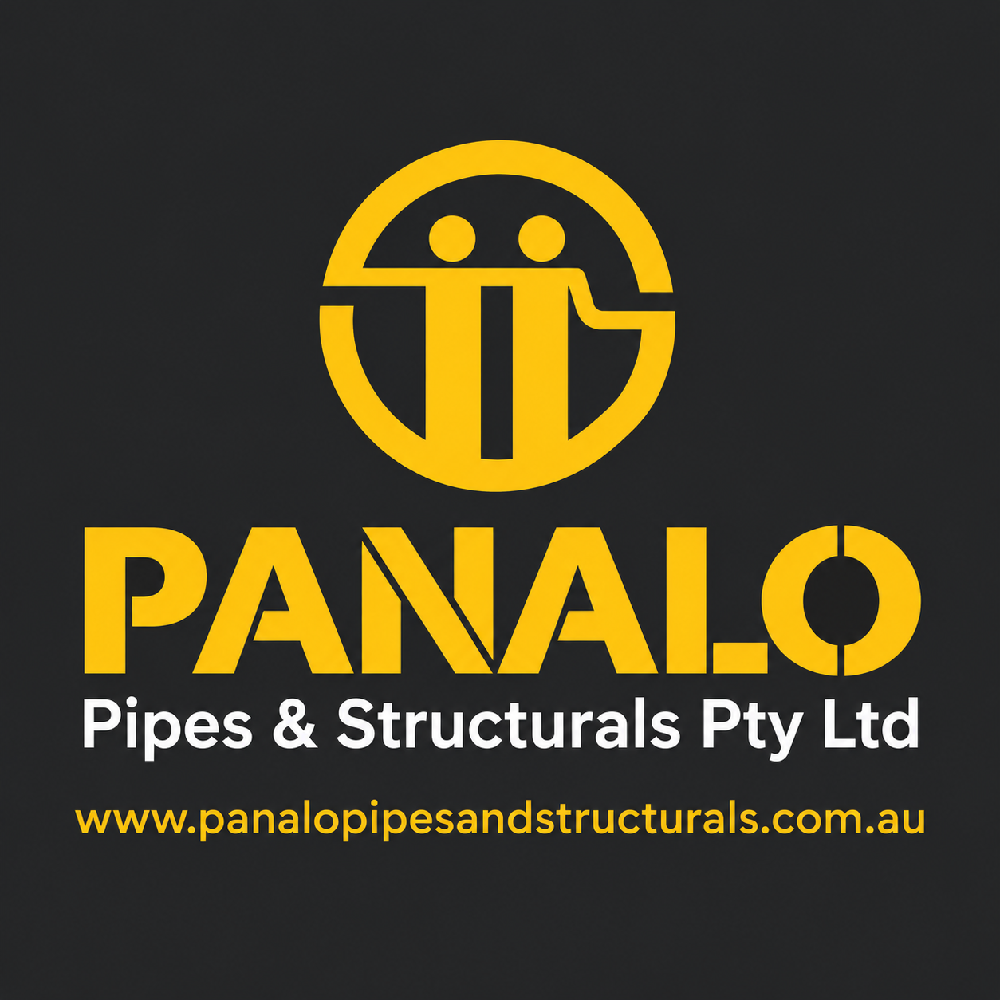 PANALO
Pipes & Structurals Pty Ltd
www.panalopipesandstructurals.com.au